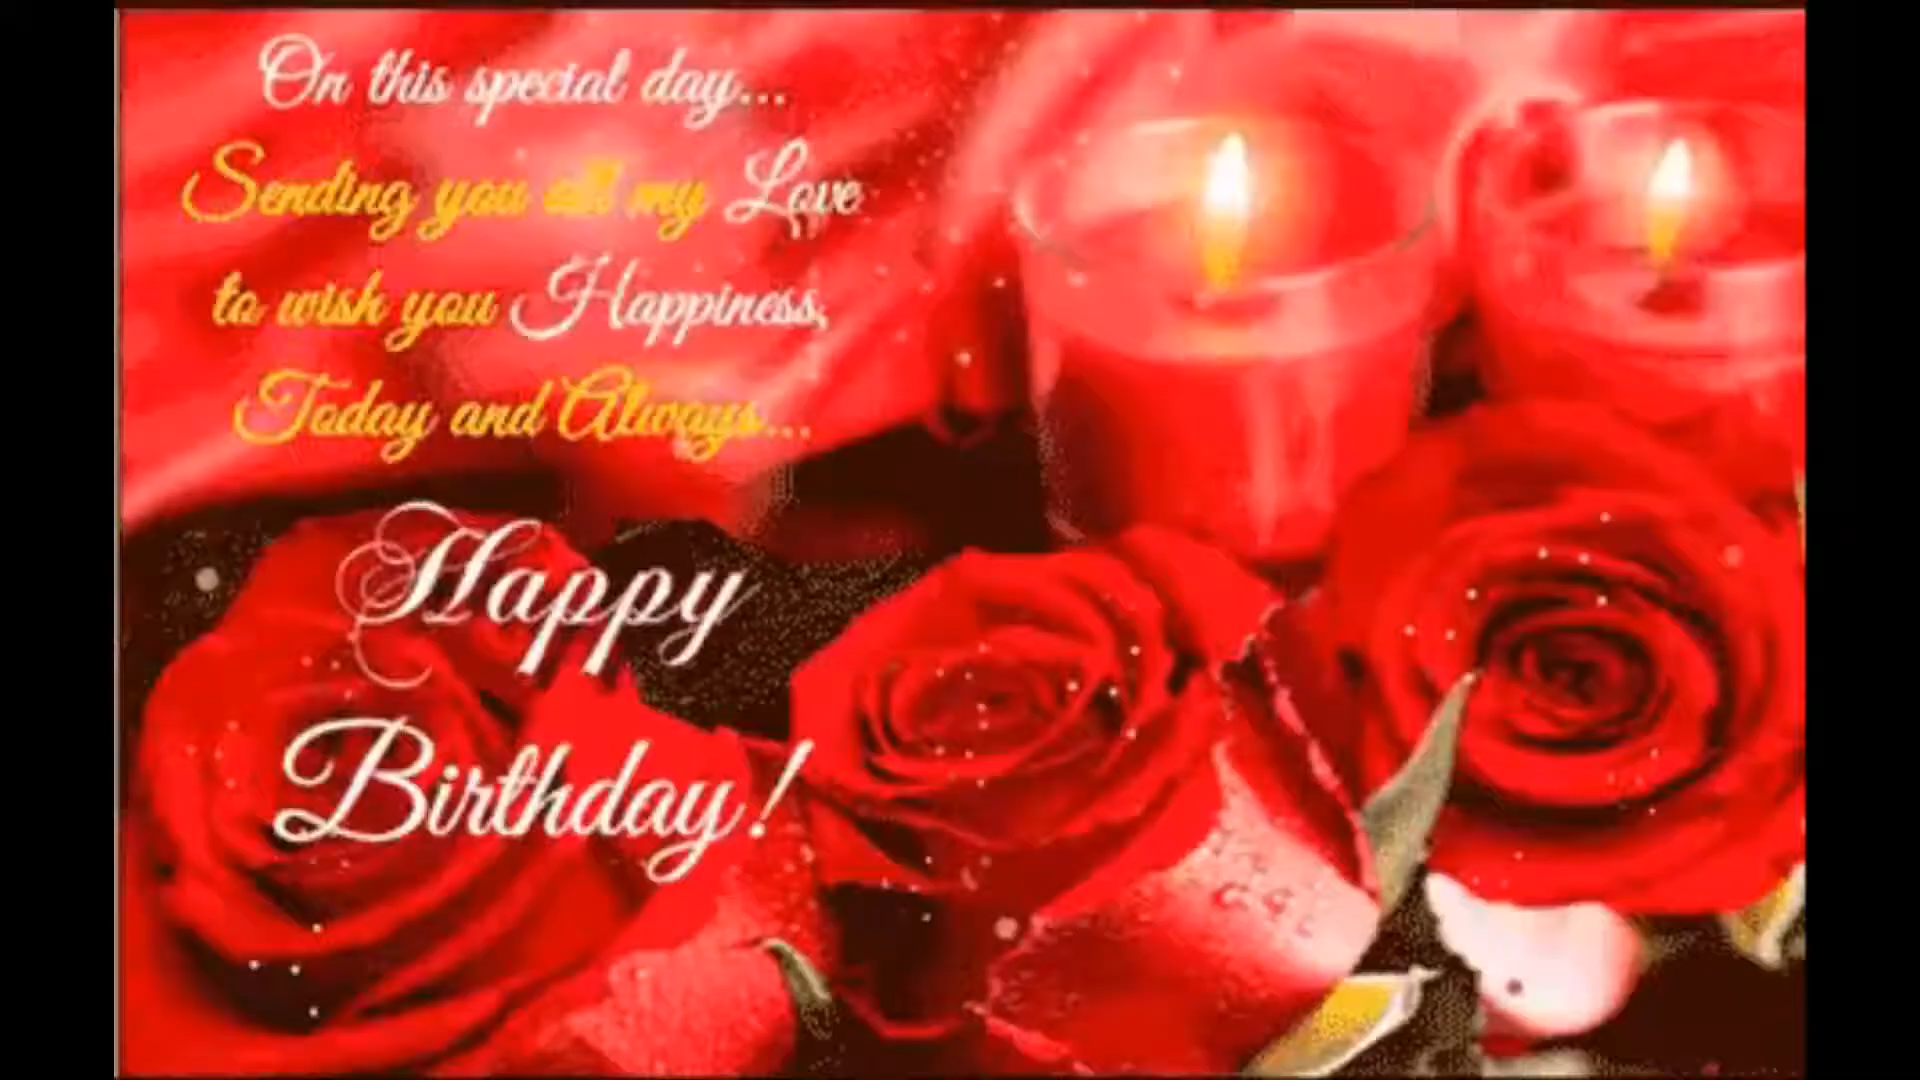 On this special day...
Sending you all my Love
to wish you Happiness,
Today and Always...
Happy
Birthday!